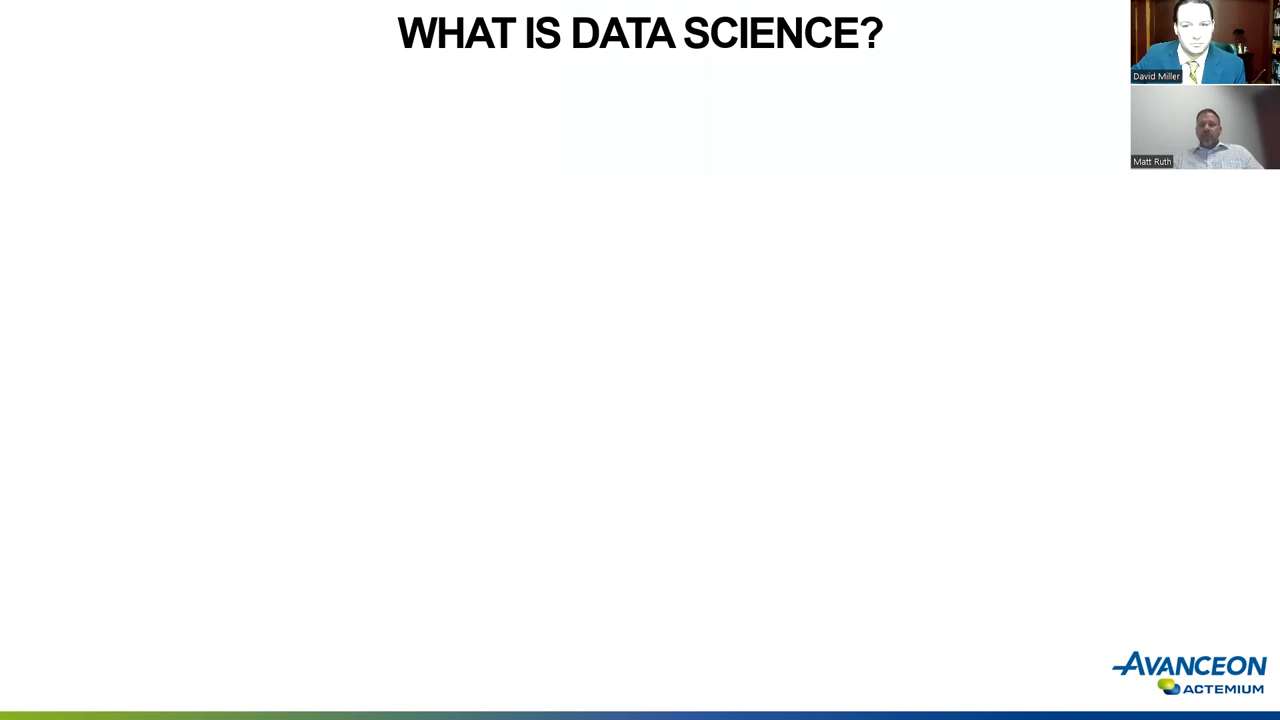 WHAT IS DATA SCIENCE?
David Miller
Matt Ruth
AVANCEON
ACTEMIUM